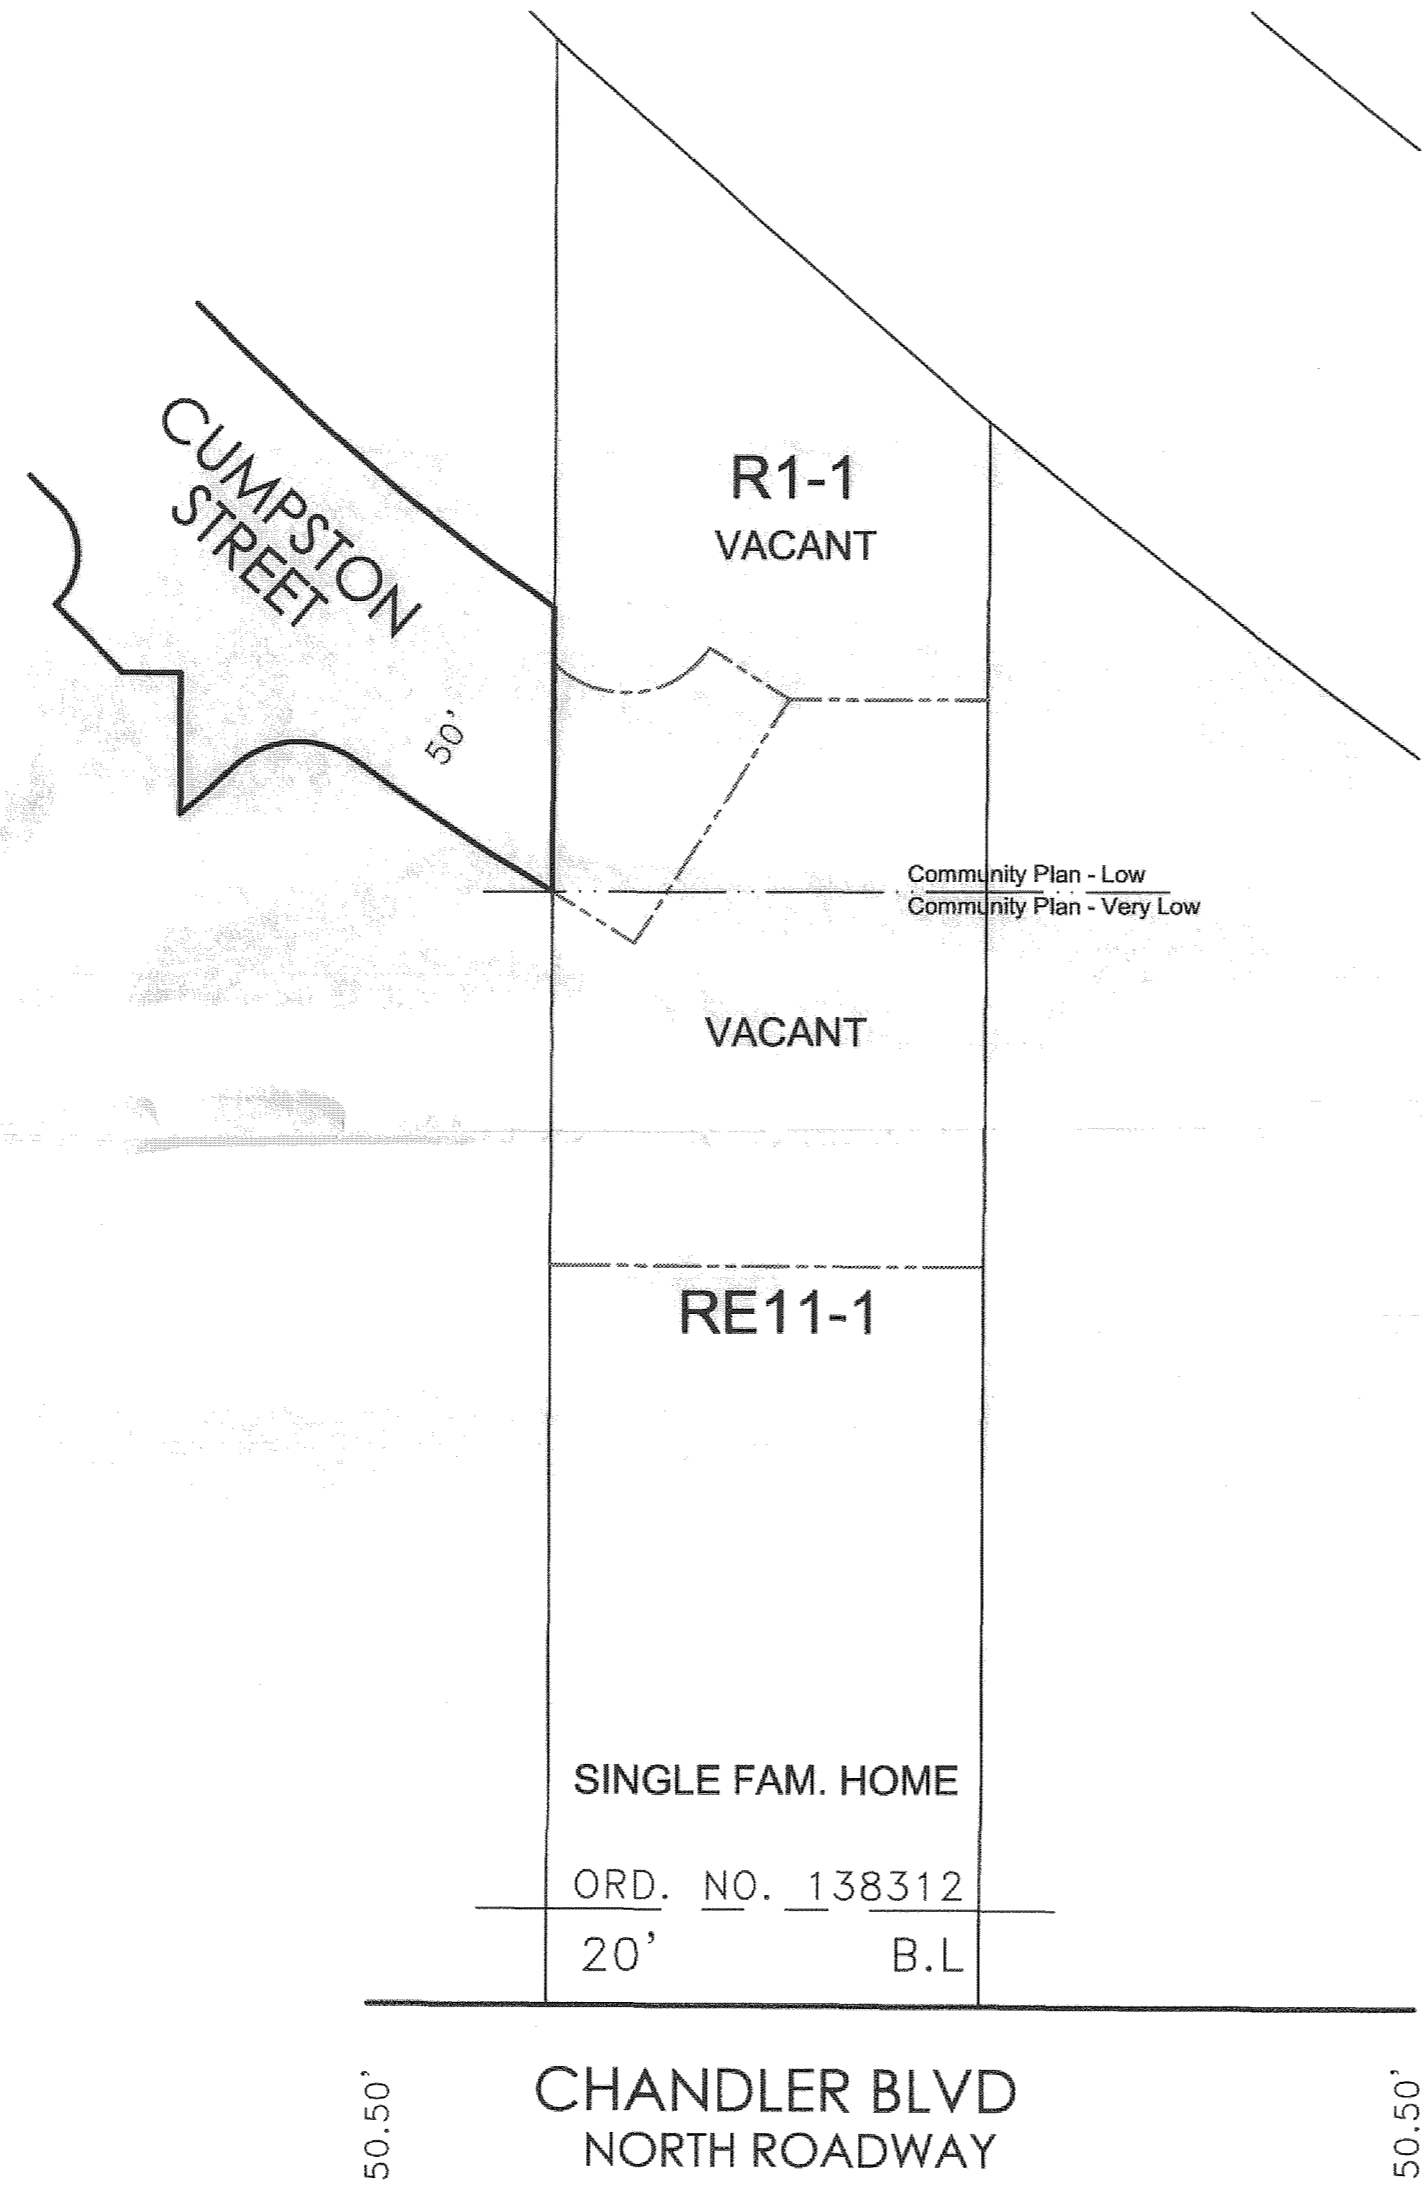 CUMPSTON
STREET
50'
R1-1
VACANT
Community Plan - Low
Community Plan - Very Low
VACANT
RE11-1
SINGLE FAM. HOME
ORD. NO. 138312
20' B.L
50.50'
CHANDLER BLVD
NORTH ROADWAY
50.50'